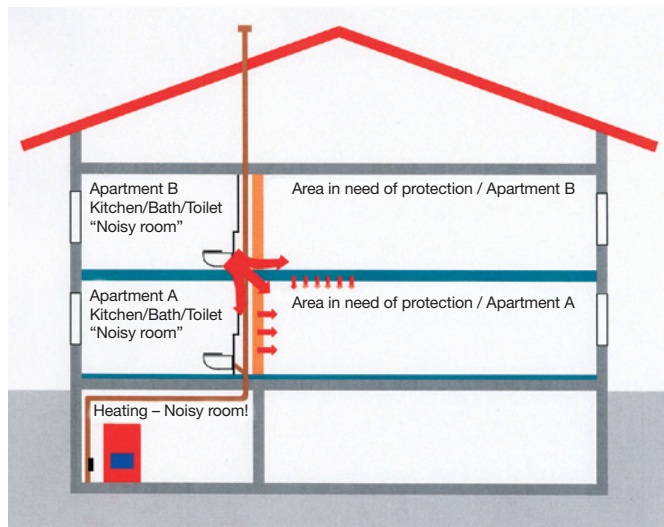 Apartment B
Kitchen/Bath/Toilet
“Noisy room”
Area in need of protection / Apartment B
Apartment A
Kitchen/Bath/Toilet
“Noisy room”
Area in need of protection / Apartment A
Heating – Noisy room!